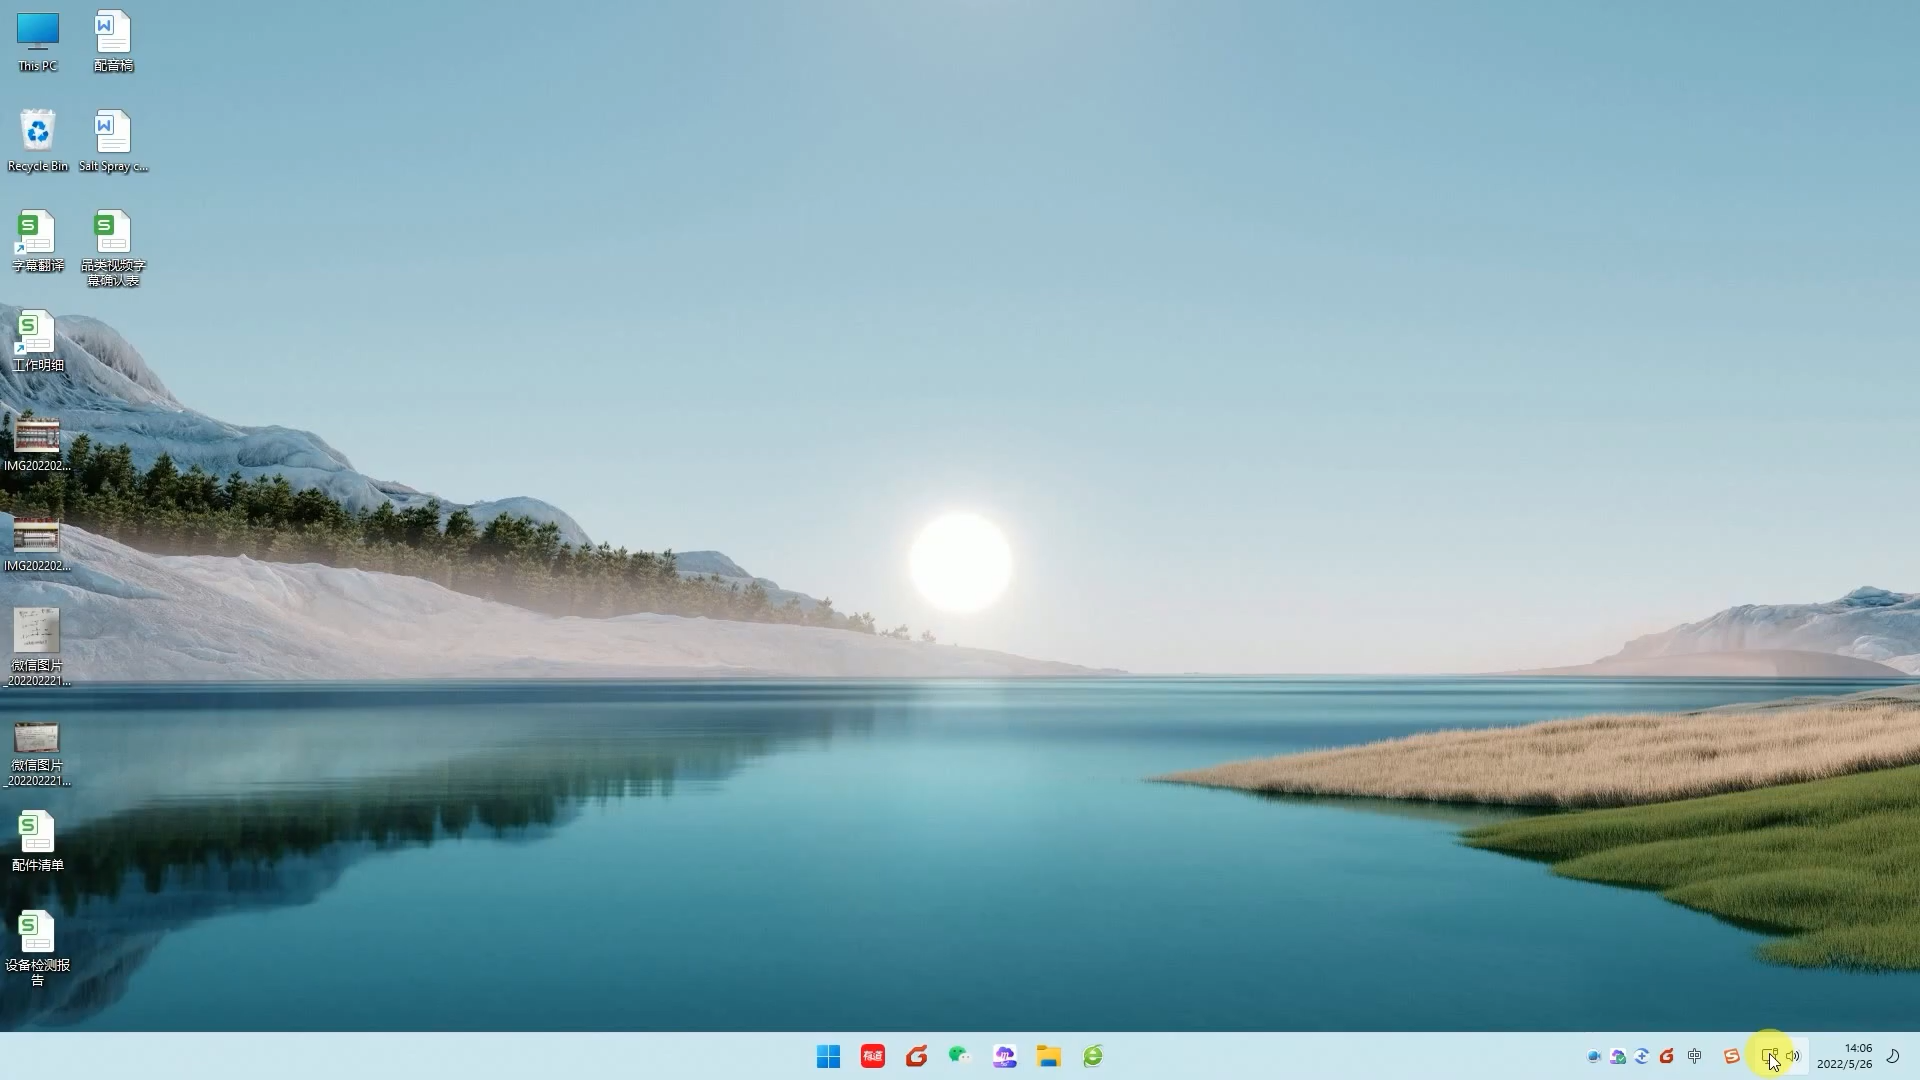 This PC
配音稿
Recycle Bin
Salt Spray c...
字幕翻译
品类视频字
幕确认表
工作明细
IMG202202...
IMG202202...
微信图片
_202202221...
微信图片
_202202221...
配件清单
设备检测报
告
有道
中
14:06
2022/5/26